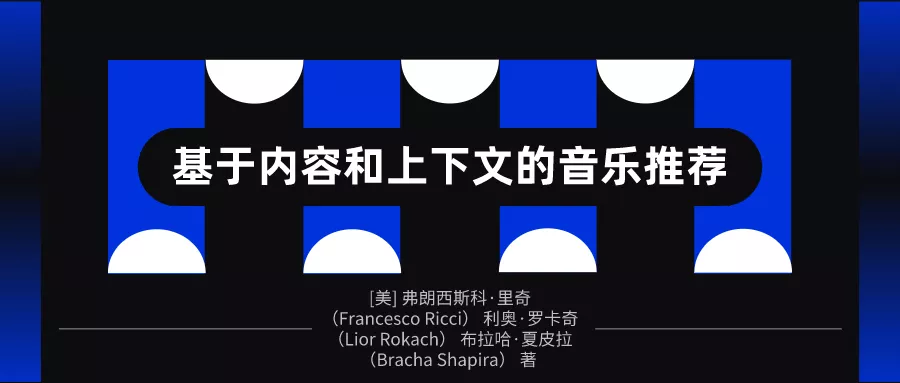 基于内容和上下文的音乐推荐
[美] 弗朗西斯科·里奇
（Francesco Ricci） 利奥·罗卡奇
（Lior Rokach） 布拉哈·夏皮拉
（Bracha Shapira） 著